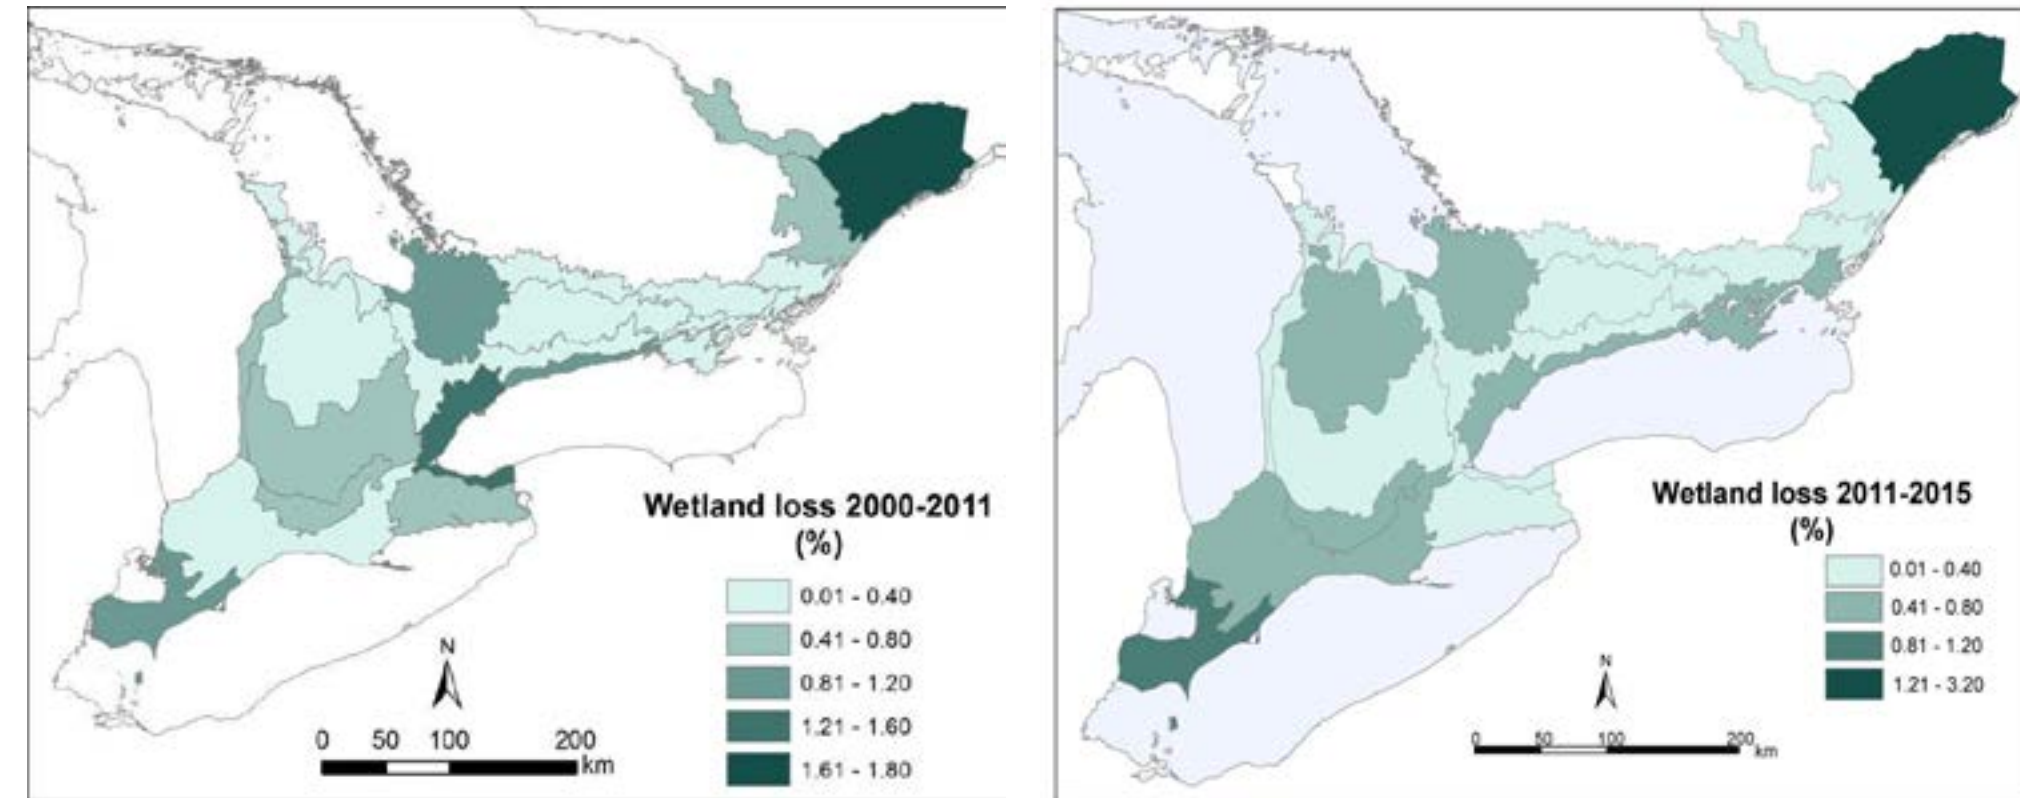 Wetland loss 2000-2011
(%)
0.01 - 0.40
0.41 - 0.80
0.81 - 1.20
1.21 - 1.60
1.61 - 1.80
N
0 50 100 200
km
Wetland loss 2011-2015
(%)
0.01 - 0.40
0.41 - 0.80
0.81 - 1.20
1.21 - 3.20
N
0 50 100 200
km